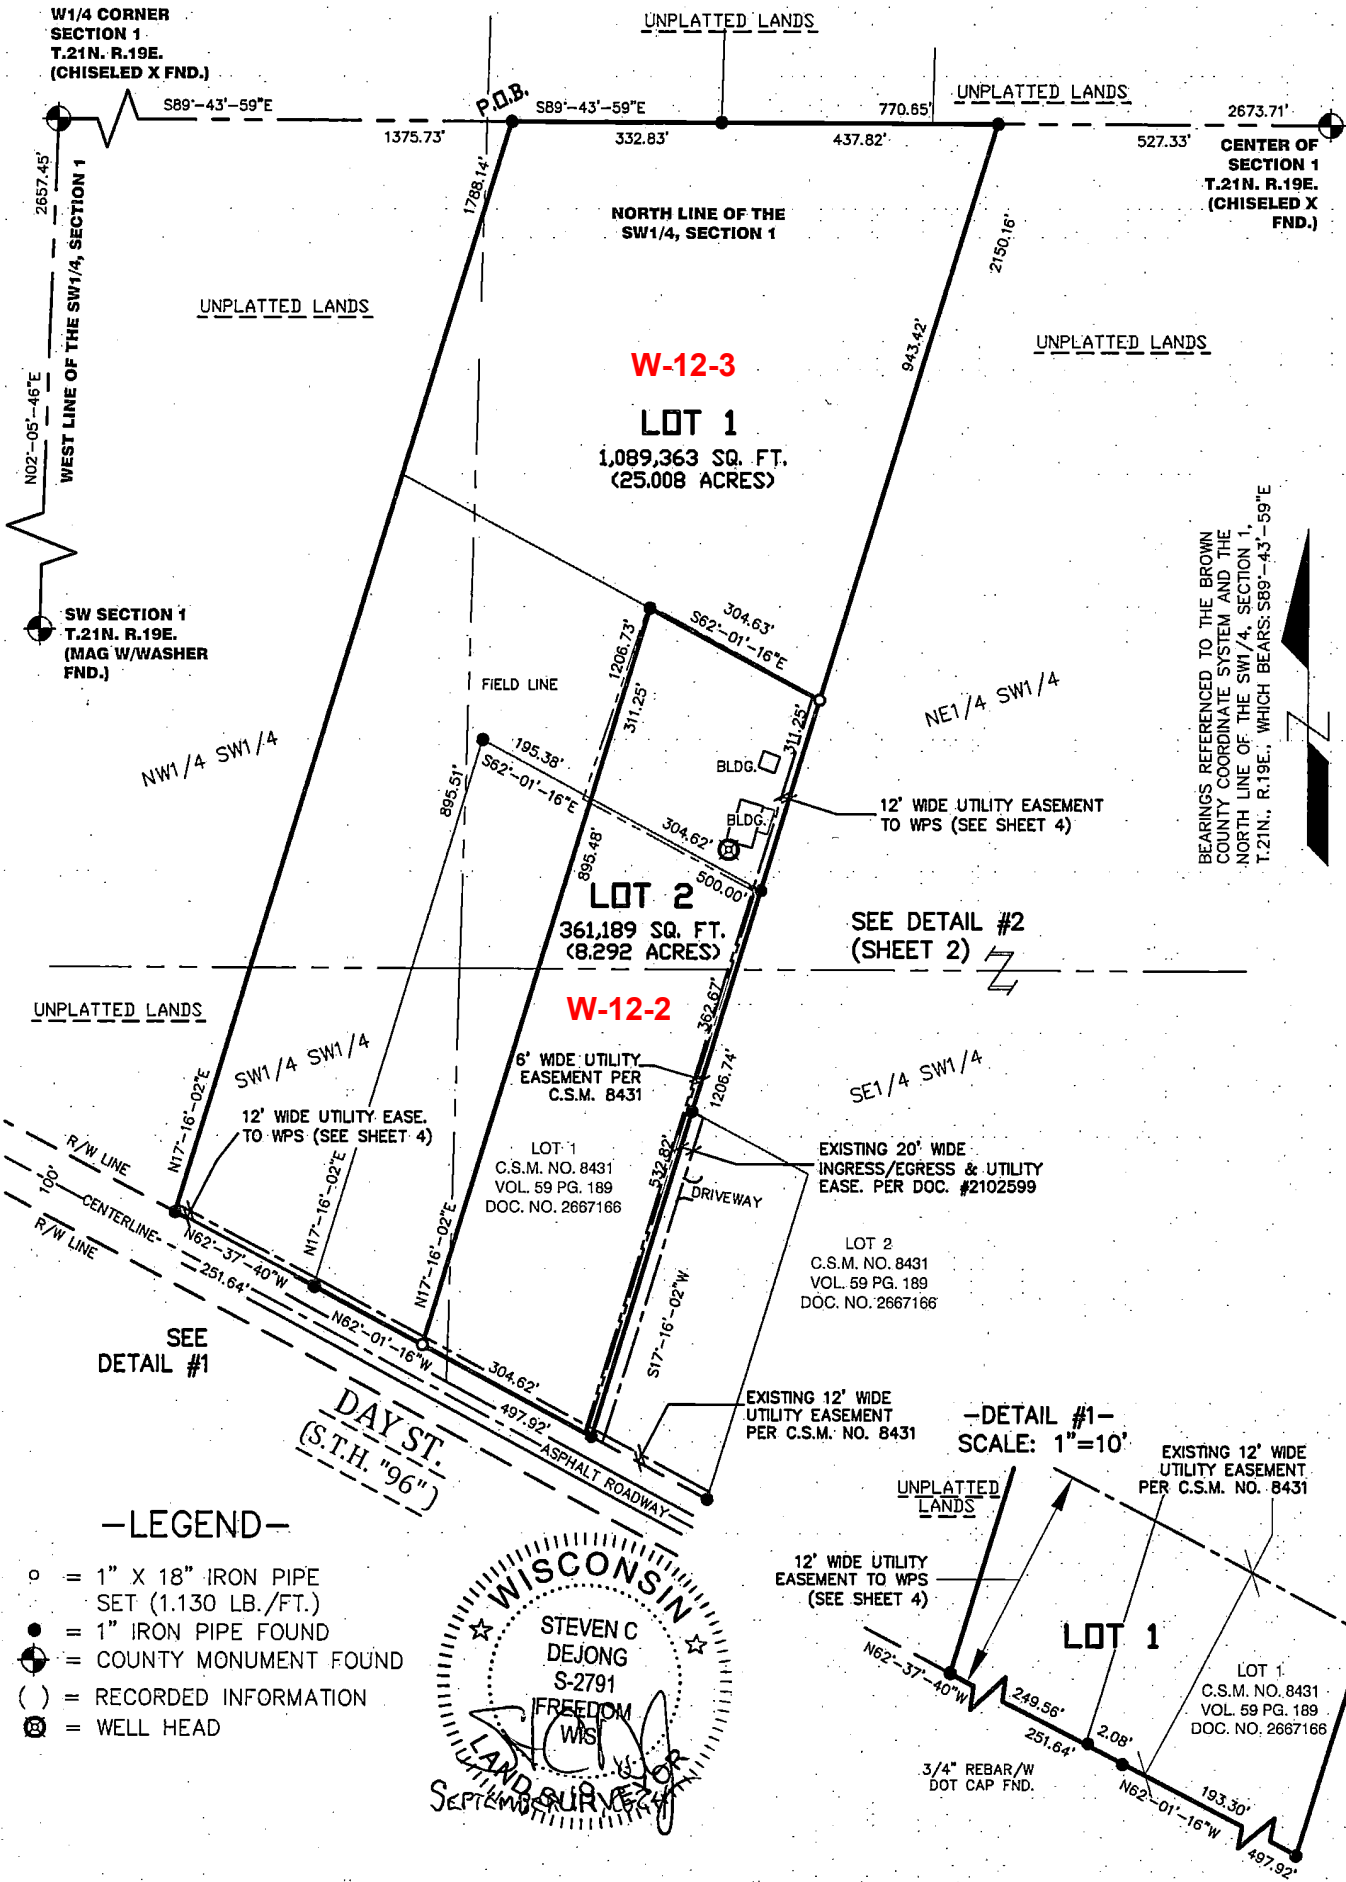 W1/4 CORNER
SECTION 1
T.21N. R.19E.
(CHISELED X FND.)
UNPLATTED LANDS
UNPLATTED LANDS
S89°-43'-59"E
P.O.B.
S89°-43'-59"E
770.65'
2673.71'
1375.73'
332.83'
437.82'
527.33'
CENTER OF
SECTION 1
T.21N. R.19E.
(CHISELED X
FND.)
2657.45'
WEST LINE OF THE SW1/4, SECTION 1
N02°-05'-46"E
1788.14'
NORTH LINE OF THE
SW1/4, SECTION 1
2150.16'
943.42'
UNPLATTED LANDS
UNPLATTED LANDS
W-12-3
LOT 1
1,089,363 SQ. FT.
(25.008 ACRES)
BEARINGS REFERENCED TO THE BROWN
COUNTY COORDINATE SYSTEM AND THE
NORTH LINE OF THE SW1/4, SECTION 1,
T.21N., R.19E., WHICH BEARS: S89°-43'-59"E
SW SECTION 1
T.21N. R.19E.
(MAG W/WASHER
FND.)
304.63'
S62°-01'-16"E
1206.73'
311.25'
FIELD LINE
NE1/4 SW1/4
NW1/4 SW1/4
195.38'
S62°-01'-16"E
895.51'
BLDG.
311.25'
BLDG.
12' WIDE UTILITY EASEMENT
TO WPS (SEE SHEET 4)
304.62'
500.00'
895.48'
LOT 2
361,189 SQ. FT.
(8.292 ACRES)
SEE DETAIL #2
(SHEET 2)
UNPLATTED LANDS
W-12-2
362.67'
SW1/4 SW1/4
6' WIDE UTILITY
EASEMENT PER
C.S.M. 8431
1206.74'
SE1/4 SW1/4
N17°-16'-02"E
12' WIDE UTILITY EASE.
TO WPS (SEE SHEET 4)
R/W LINE
100'
CENTERLINE
R/W LINE
N17°-16'-02"E
LOT 1
C.S.M. NO. 8431
VOL. 59 PG. 189
DOC. NO. 2667166
532.82'
EXISTING 20' WIDE
INGRESS/EGRESS & UTILITY
EASE. PER DOC. #2102599
DRIVEWAY
N17°-16'-02"E
LOT 2
C.S.M. NO. 8431
VOL. 59 PG. 189
DOC. NO. 2667166
S17°-16'-02"W
N62°-37'-40"W
251.64'
N62°-01'-16"W
SEE
DETAIL #1
304.62'
497.92'
DAY ST.
(S.T.H. "96")
ASPHALT ROADWAY
EXISTING 12' WIDE
UTILITY EASEMENT
PER C.S.M. NO. 8431
-DETAIL #1-
SCALE: 1"=10'
EXISTING 12' WIDE
UTILITY EASEMENT
PER C.S.M. NO. 8431
UNPLATTED
LANDS
12' WIDE UTILITY
EASEMENT TO WPS
(SEE SHEET 4)
LOT 1
N62°-37'-40"W
249.56'
251.64'
2.08'
LOT 1
C.S.M. NO. 8431
VOL. 59 PG. 189
DOC. NO. 2667166
3/4" REBAR/W
DOT CAP FND.
N62°-01'-16"W
193.30'
497.92'
-LEGEND-
= 1" X 18" IRON PIPE
SET (1.130 LB./FT.)
= 1" IRON PIPE FOUND
= COUNTY MONUMENT FOUND
( ) = RECORDED INFORMATION
= WELL HEAD
WISCONSIN
STEVEN C
DEJONG
S-2791
FREEDOM
WIS
LAND SURVEYOR
SEPTEMBER